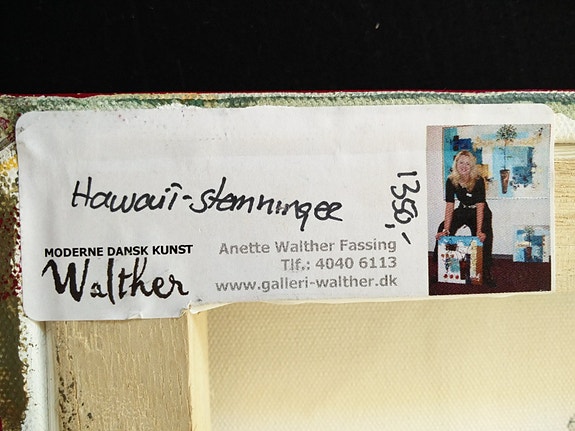 Hawaii-stemninger
1350,-
MODERNE DANSK KUNST
Walther
Anette Walther Fassing
Tlf.: 4040 6113
www.galleri-walther.dk